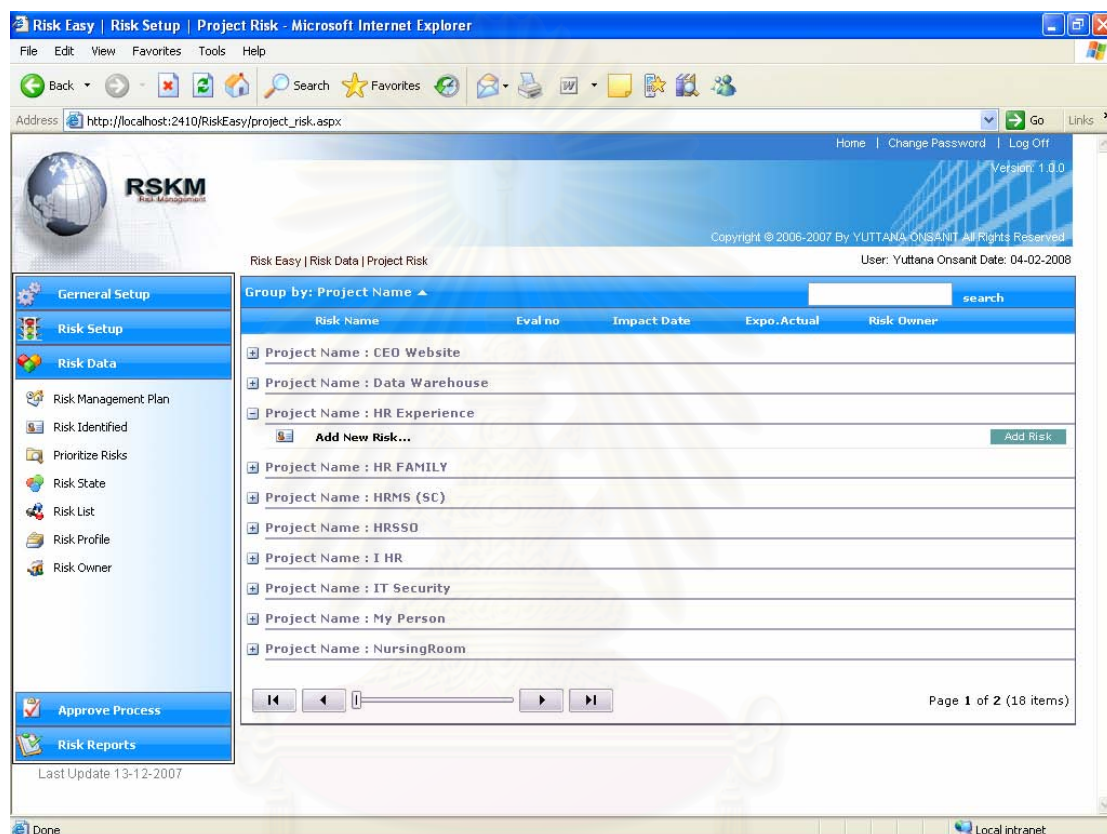 Risk Easy | Risk Setup | Project Risk - Microsoft Internet Explorer
File Edit View Favorites Tools Help
Back Search Favorites
Address http://localhost:2410/RiskEasy/project_risk.aspx Go Links
Home | Change Password | Log Off
Version: 1.0.0
RSKM
Risk Management
Copyright © 2006-2007 By YUTTANA ONSANIT All Rights Reserved
Risk Easy | Risk Data | Project Risk User: Yuttana Onsanit Date: 04-02-2008
Gerneral Setup
Risk Setup
Risk Data
Risk Management Plan
Risk Identified
Prioritize Risks
Risk State
Risk List
Risk Profile
Risk Owner
Approve Process
Risk Reports
Last Update 13-12-2007
Group by: Project Name search
Risk Name Eval no Impact Date Expo.Actual Risk Owner
Project Name : CEO Website
Project Name : Data Warehouse
Project Name : HR Experience
Add New Risk... Add Risk
Project Name : HR FAMILY
Project Name : HRMS (SC)
Project Name : HRSSO
Project Name : I HR
Project Name : IT Security
Project Name : My Person
Project Name : NursingRoom
Page 1 of 2 (18 items)
Done Local intranet